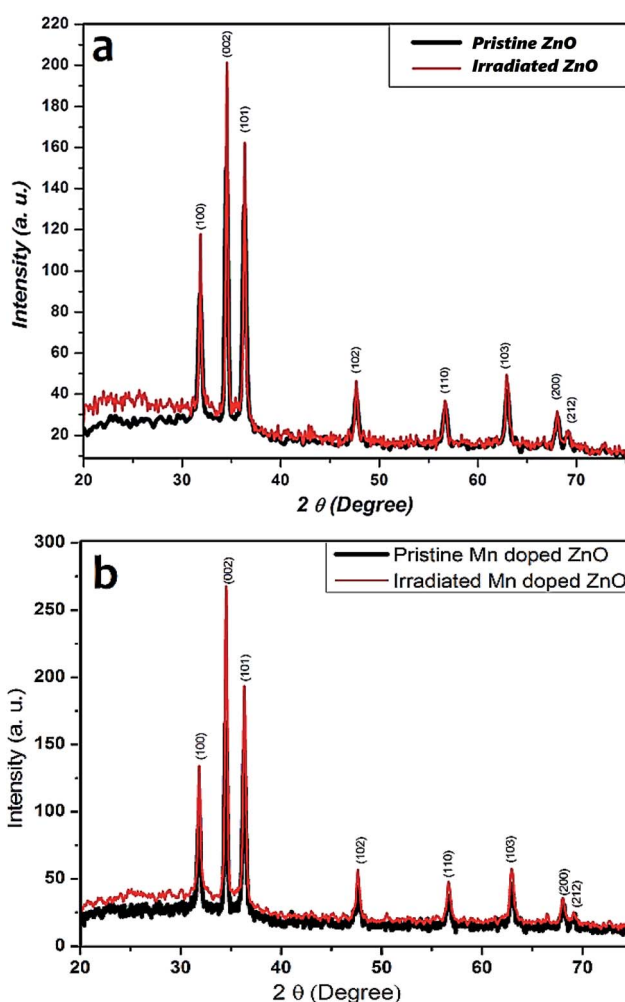 a
Pristine ZnO
Irradiated ZnO
(002)
(101)
(100)
(102)
(110)
(103)
(200)
(212)
220
200
180
160
140
120
100
80
60
40
20
Intensity (a. u.)
20 30 40 50 60 70
2 θ (Degree)
b
Pristine Mn doped ZnO
Irradiated Mn doped ZnO
(002)
(101)
(100)
(102)
(110)
(103)
(200)
(212)
300
250
200
150
100
50
0
Intensity (a. u.)
20 30 40 50 60 70
2 θ (Degree)